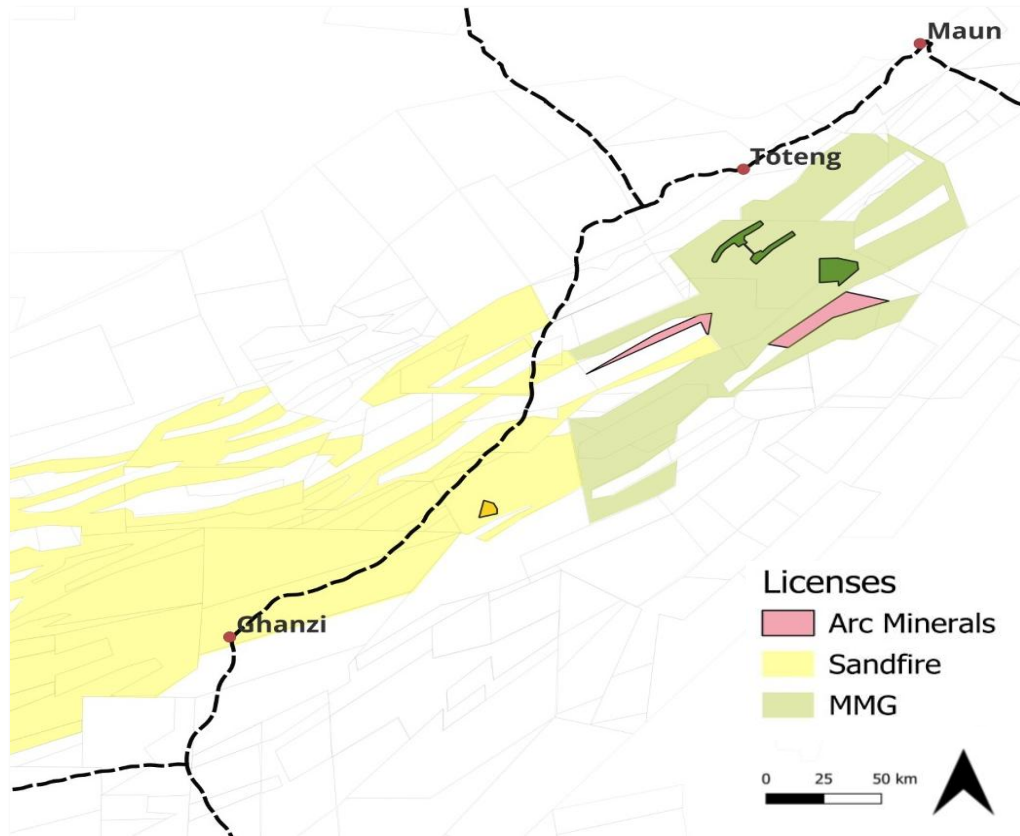 Maun
Toteng
Ghanzi
Licenses
Arc Minerals
Sandfire
MMG
0 25 50 km